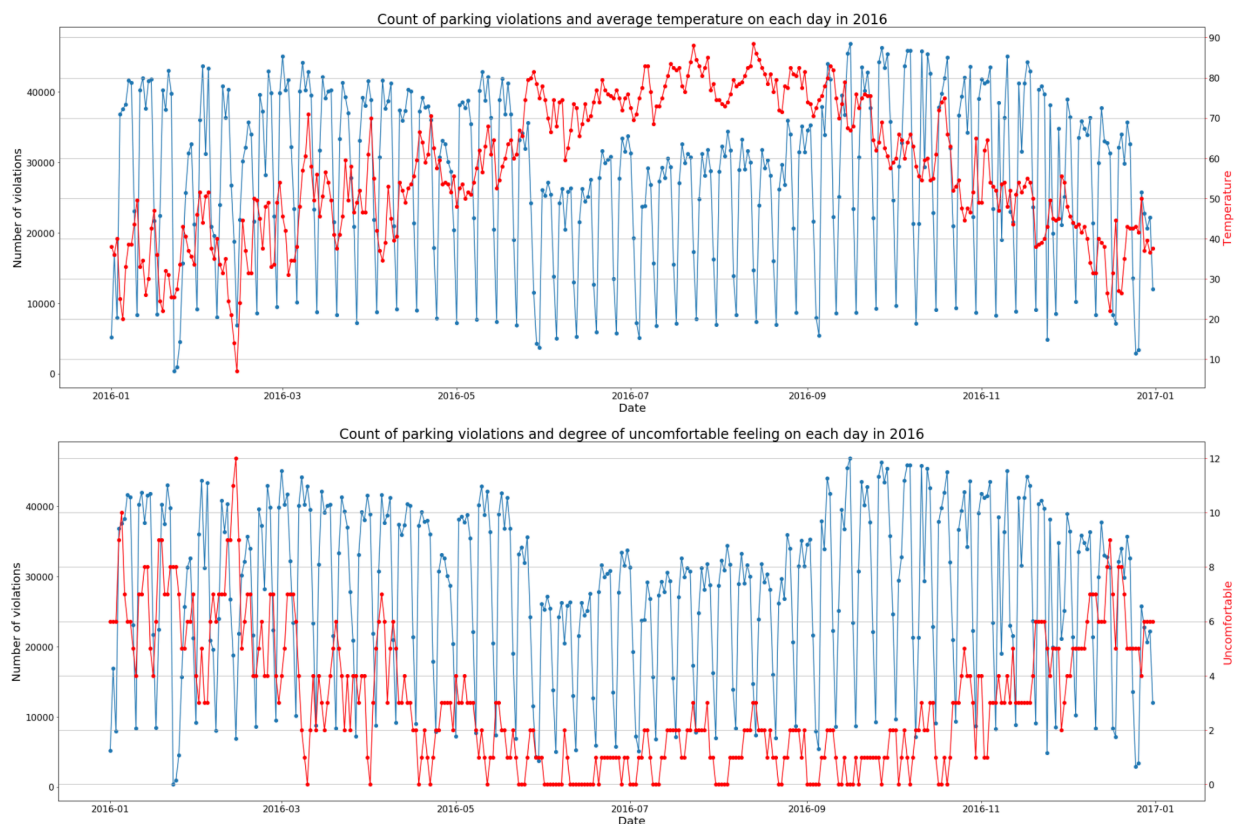 Count of parking violations and average temperature on each day in 2016
Number of violations
40000
30000
20000
10000
0
90
80
70
60
50
40
30
20
10
Temperature
2016-01 2016-03 2016-05 2016-07 2016-09 2016-11 2017-01
Date
Count of parking violations and degree of uncomfortable feeling on each day in 2016
Number of violations
40000
30000
20000
10000
0
12
10
8
6
4
2
0
Uncomfortable
2016-01 2016-03 2016-05 2016-07 2016-09 2016-11 2017-01
Date